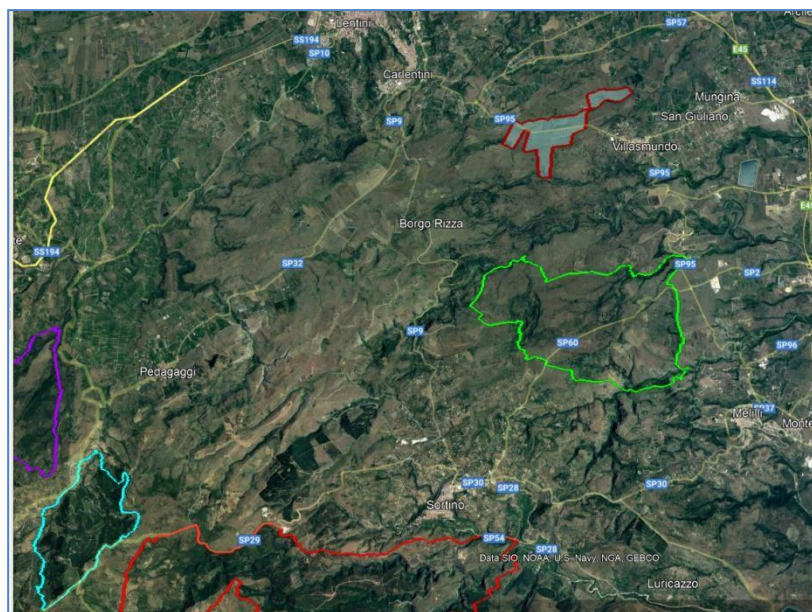 Lentini
SS194
SP10
SP57
E45
SS114
Carlentini
Mungina
San Giuliano
SP9
SP95
Villasmundo
SP95
Borgo Rizza
SS194
SP32
SP95
SP2
SP9
SP60
SP96
Pedagaggi
SP37
Melilli
SP30
SP28
SP30
Sortino
SP29
SP54
SP28
Data SIO, NOAA, U.S. Navy, NGA, GEBCO
Luricazzo